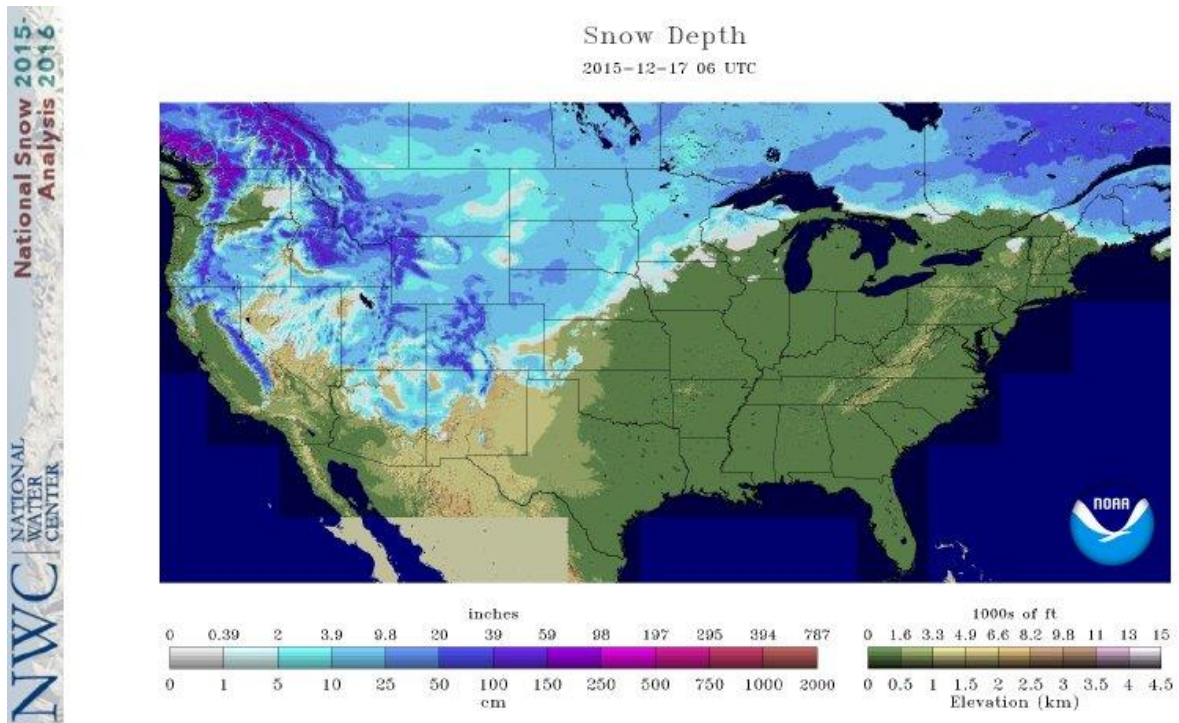 National Snow 2015-
Analysis 2016
NWC
NATIONAL
WATER
CENTER
Snow Depth
2015-12-17 06 UTC
NOAA
inches
0 0.39 2 3.9 9.8 20 39 59 98 197 295 394 787
0 1 5 10 25 50 100 150 250 500 750 1000 2000
cm
1000s of ft
0 1.6 3.3 4.9 6.6 8.2 9.8 11 13 15
0 0.5 1 1.5 2 2.5 3 3.5 4 4.5
Elevation (km)